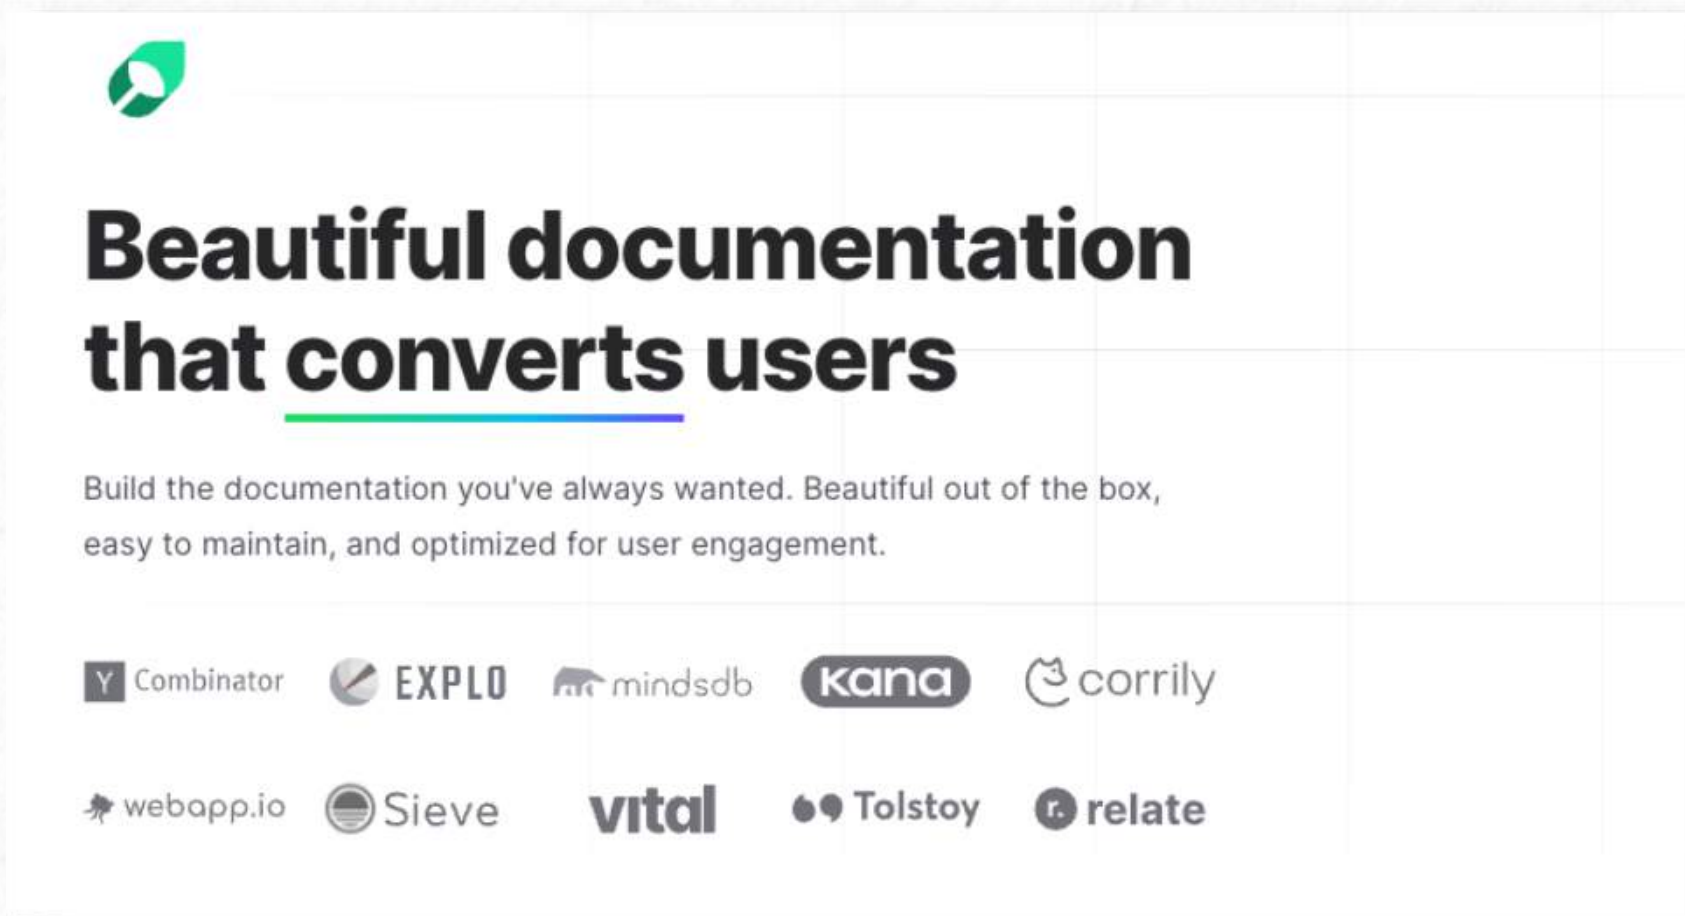 Beautiful documentation
that converts users
Build the documentation you've always wanted. Beautiful out of the box,
easy to maintain, and optimized for user engagement.
Y Combinator EXPLO mindsdb kana corrily
webapp.io Sieve vital Tolstoy r. relate